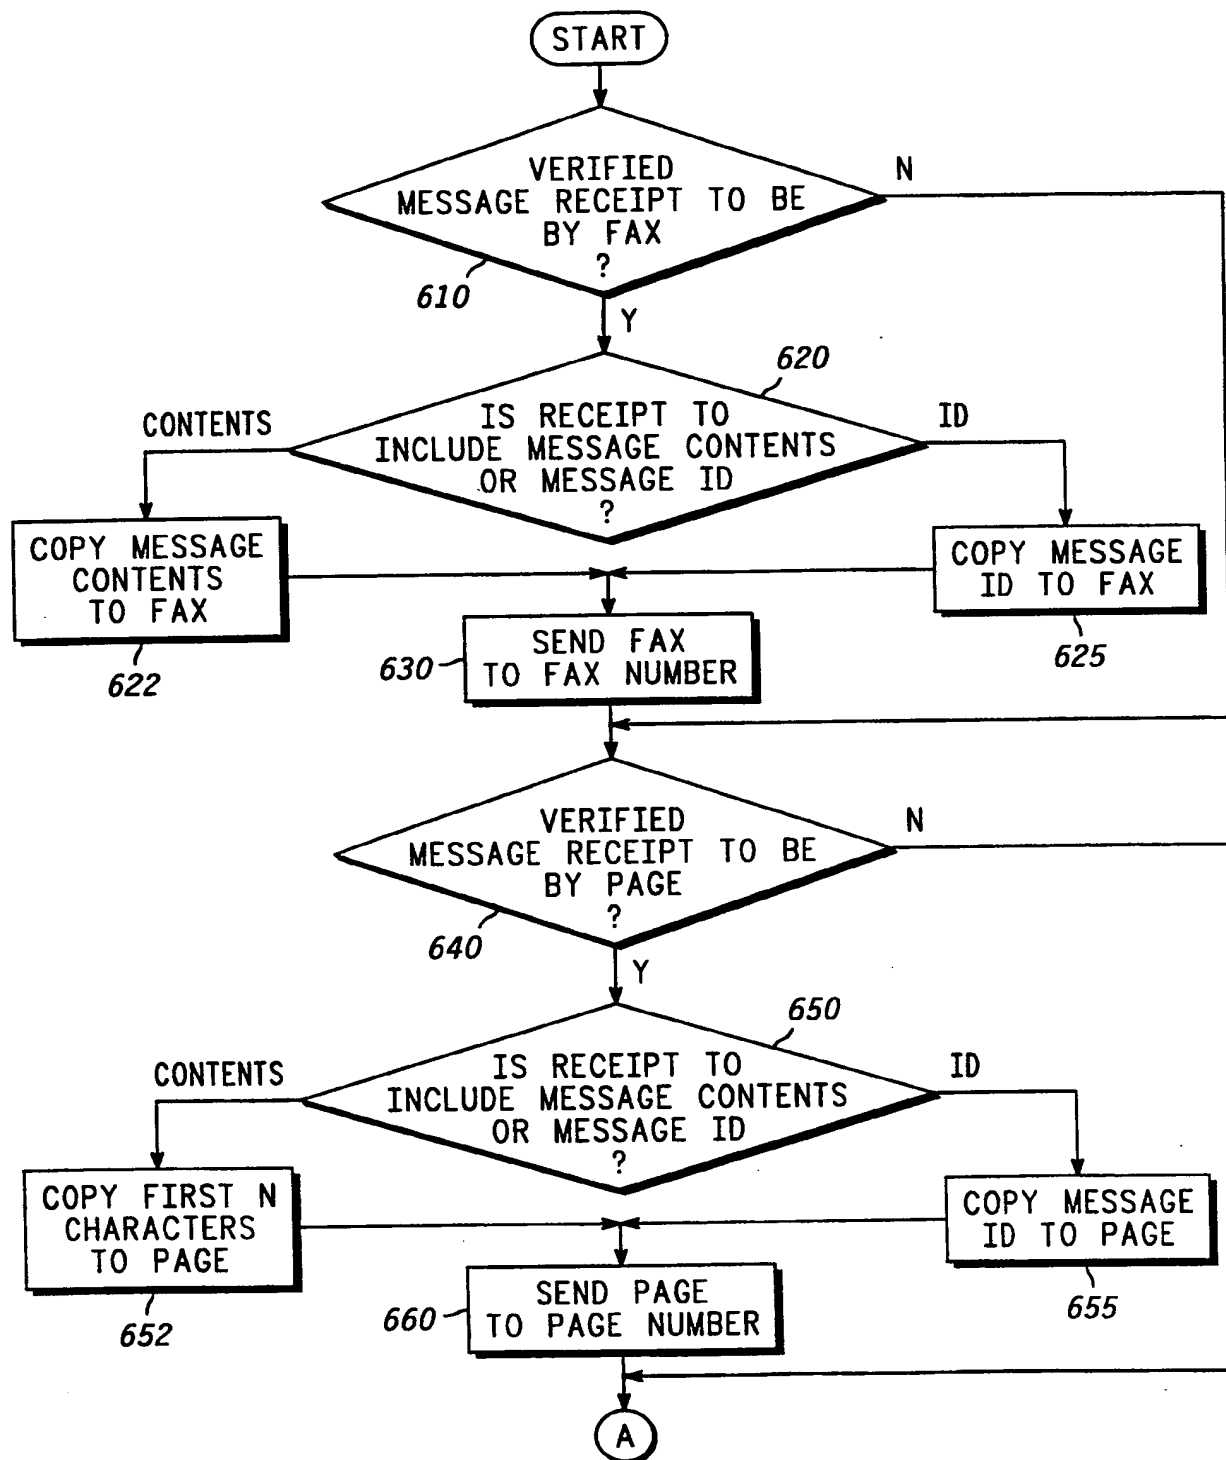 START
VERIFIED
MESSAGE RECEIPT TO BE
BY FAX
?
N
610
Y
620
CONTENTS
IS RECEIPT TO
INCLUDE MESSAGE CONTENTS
OR MESSAGE ID
?
ID
COPY MESSAGE
CONTENTS
TO FAX
622
COPY MESSAGE
ID TO FAX
625
SEND FAX
TO FAX NUMBER
630
VERIFIED
MESSAGE RECEIPT TO BE
BY PAGE
?
N
640
Y
650
CONTENTS
IS RECEIPT TO
INCLUDE MESSAGE CONTENTS
OR MESSAGE ID
?
ID
COPY FIRST N
CHARACTERS
TO PAGE
652
COPY MESSAGE
ID TO PAGE
655
SEND PAGE
TO PAGE NUMBER
660
A